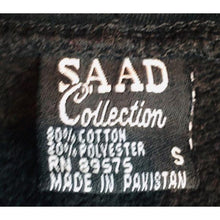 SAAD
Collection
80% COTTON
20% POLYESTER
RN 89575 S
MADE IN PAKISTAN